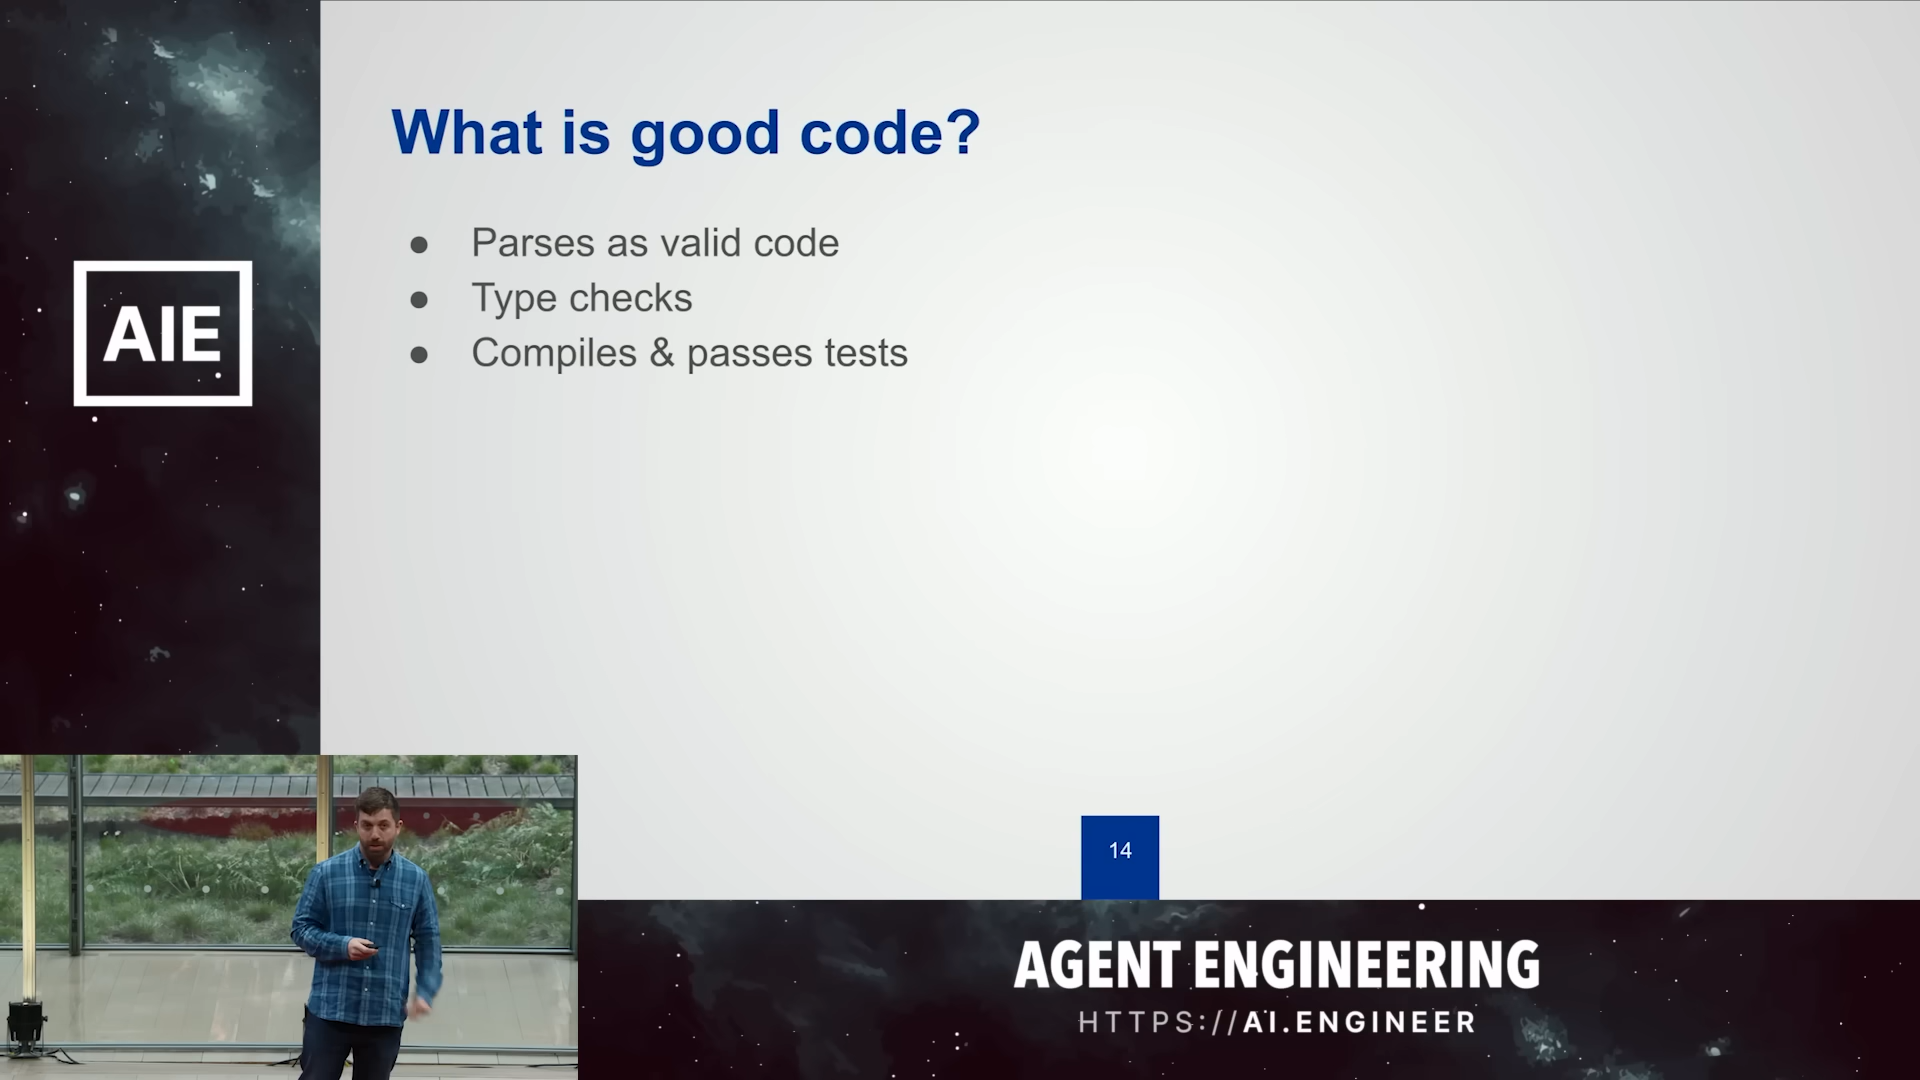 What is good code?
● Parses as valid code
● Type checks
● Compiles & passes tests
AIE
14
AGENT ENGINEERING
HTTPS://AI.ENGINEER